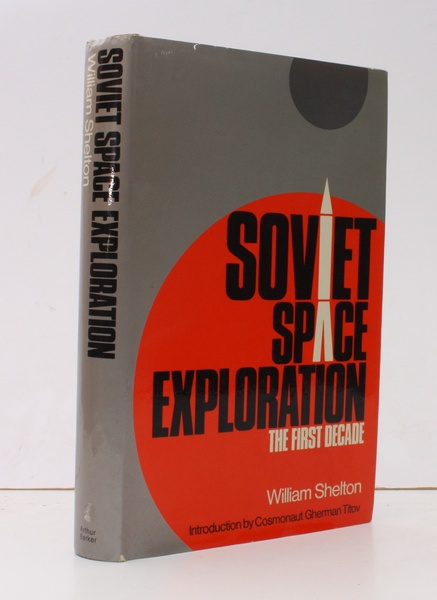 SOVIET SPACE EXPLORATION
William Shelton
Arthur
Barker
SOVIET
SPACE
EXPLORATION
THE FIRST DECADE
William Shelton
Introduction by Cosmonaut Gherman Titov